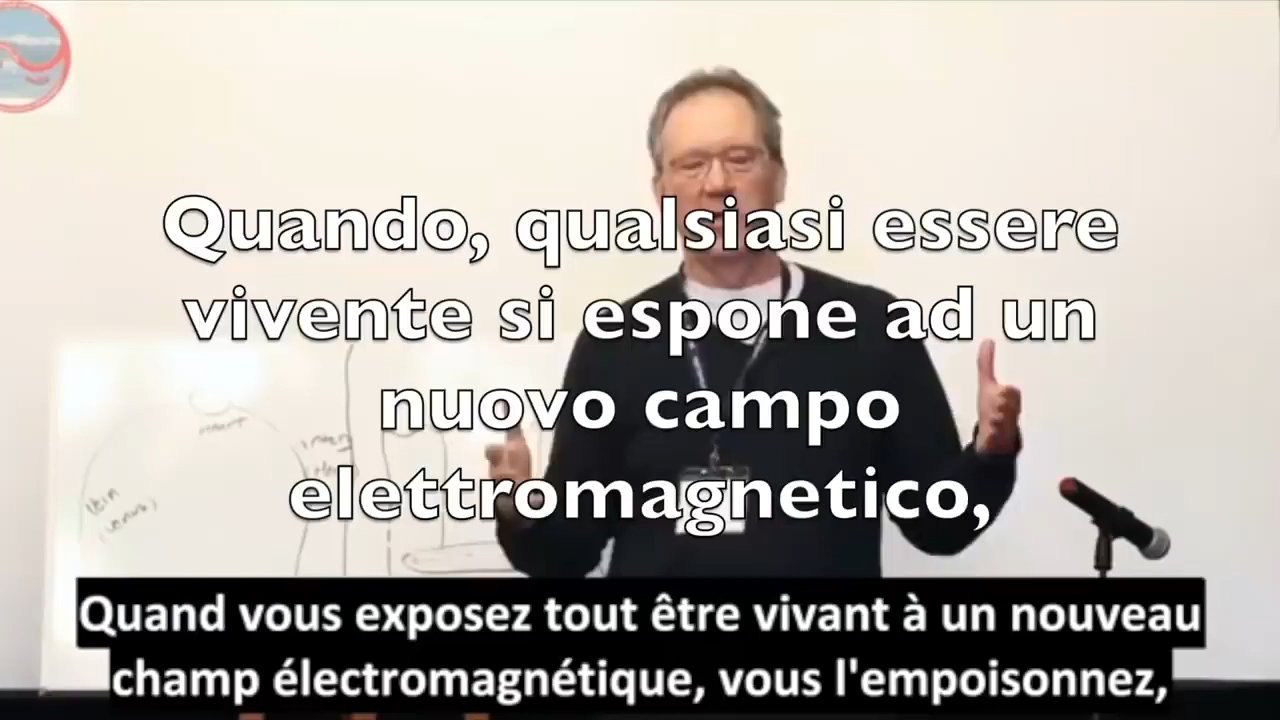 Quando, qualsiasi essere
vivente si espone ad un
nuovo campo
elettromagnetico,
Quand vous exposez tout être vivant à un nouveau
champ électromagnétique, vous l'empoisonnez,